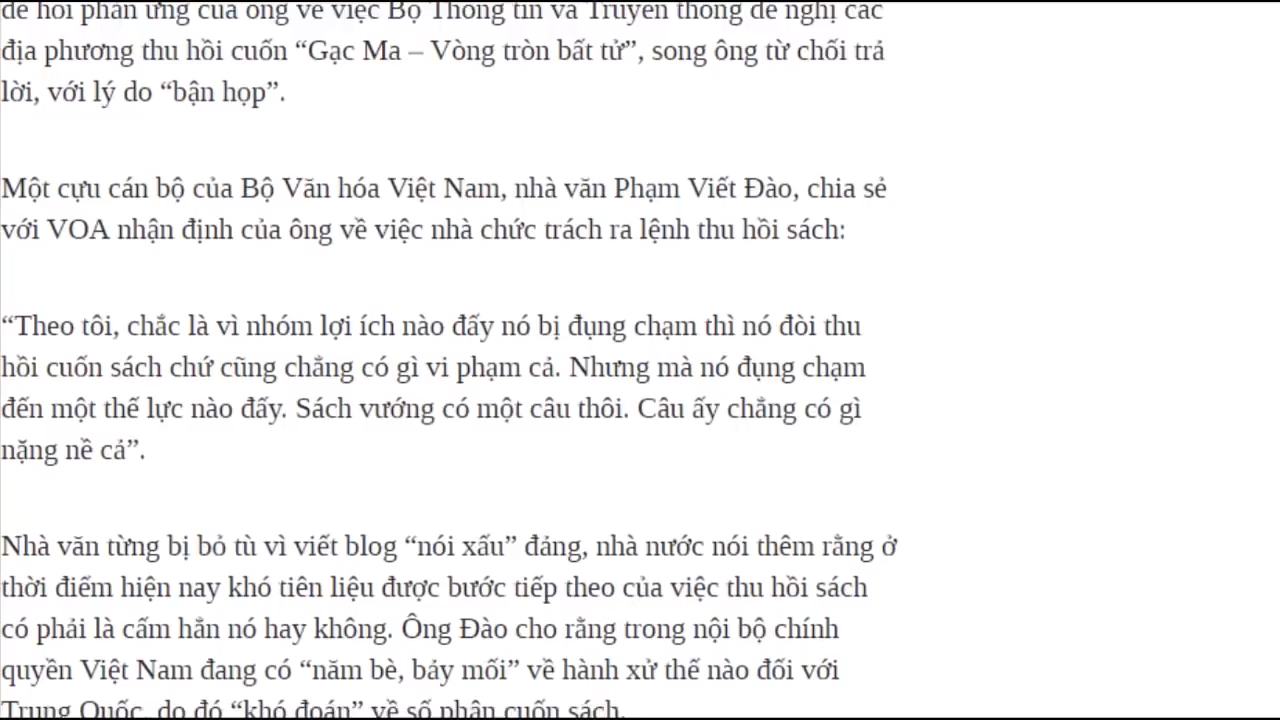 để hỏi phản ứng của ông về việc Bộ Thông tin và Truyền thông đề nghị các
địa phương thu hồi cuốn “Gạc Ma – Vòng tròn bất tử”, song ông từ chối trả
lời, với lý do “bận họp”.
Một cựu cán bộ của Bộ Văn hóa Việt Nam, nhà văn Phạm Viết Đào, chia sẻ
với VOA nhận định của ông về việc nhà chức trách ra lệnh thu hồi sách:
“Theo tôi, chắc là vì nhóm lợi ích nào đấy nó bị đụng chạm thì nó đòi thu
hồi cuốn sách chứ cũng chẳng có gì vi phạm cả. Nhưng mà nó đụng chạm
đến một thế lực nào đấy. Sách vướng có một câu thôi. Câu ấy chẳng có gì
nặng nề cả”.
Nhà văn từng bị bỏ tù vì viết blog “nói xấu” đảng, nhà nước nói thêm rằng ở
thời điểm hiện nay khó tiên liệu được bước tiếp theo của việc thu hồi sách
có phải là cấm hẳn nó hay không. Ông Đào cho rằng trong nội bộ chính
quyền Việt Nam đang có “năm bè, bảy mối” về hành xử thế nào đối với
Trung Quốc, do đó “khó đoán” về số phận cuốn sách.